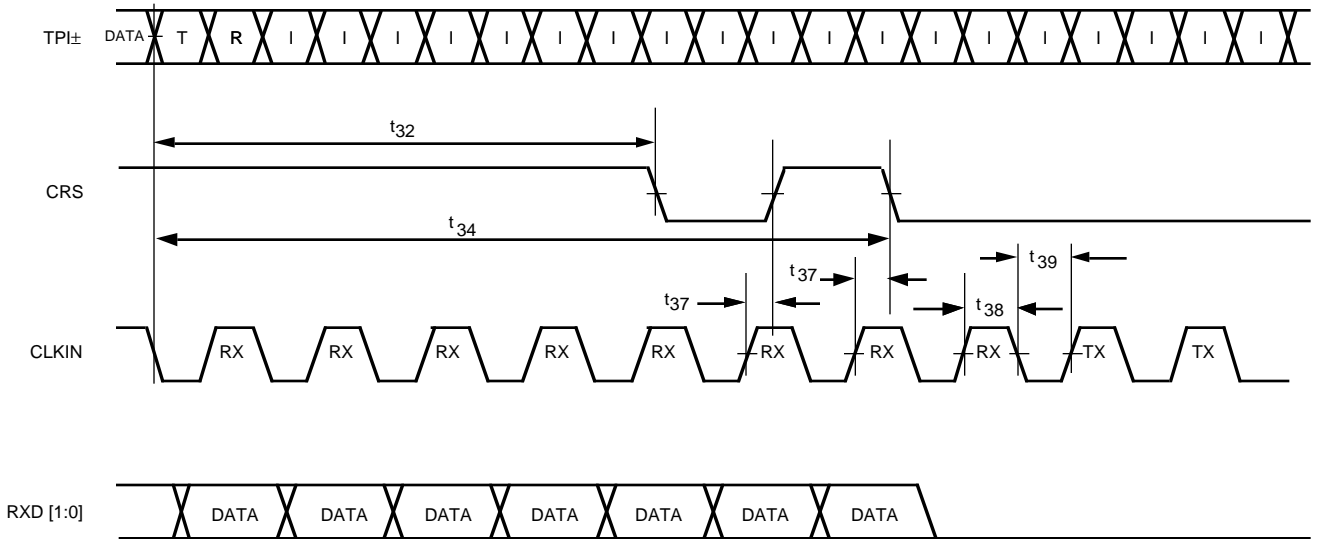 TPI± DATA T R I I I I I I I I I I I I I I I I I I I
t32
CRS
t34
t37 t37 t38 t39
CLKIN RX RX RX RX RX RX RX RX TX TX
RXD [1:0] DATA DATA DATA DATA DATA DATA DATA